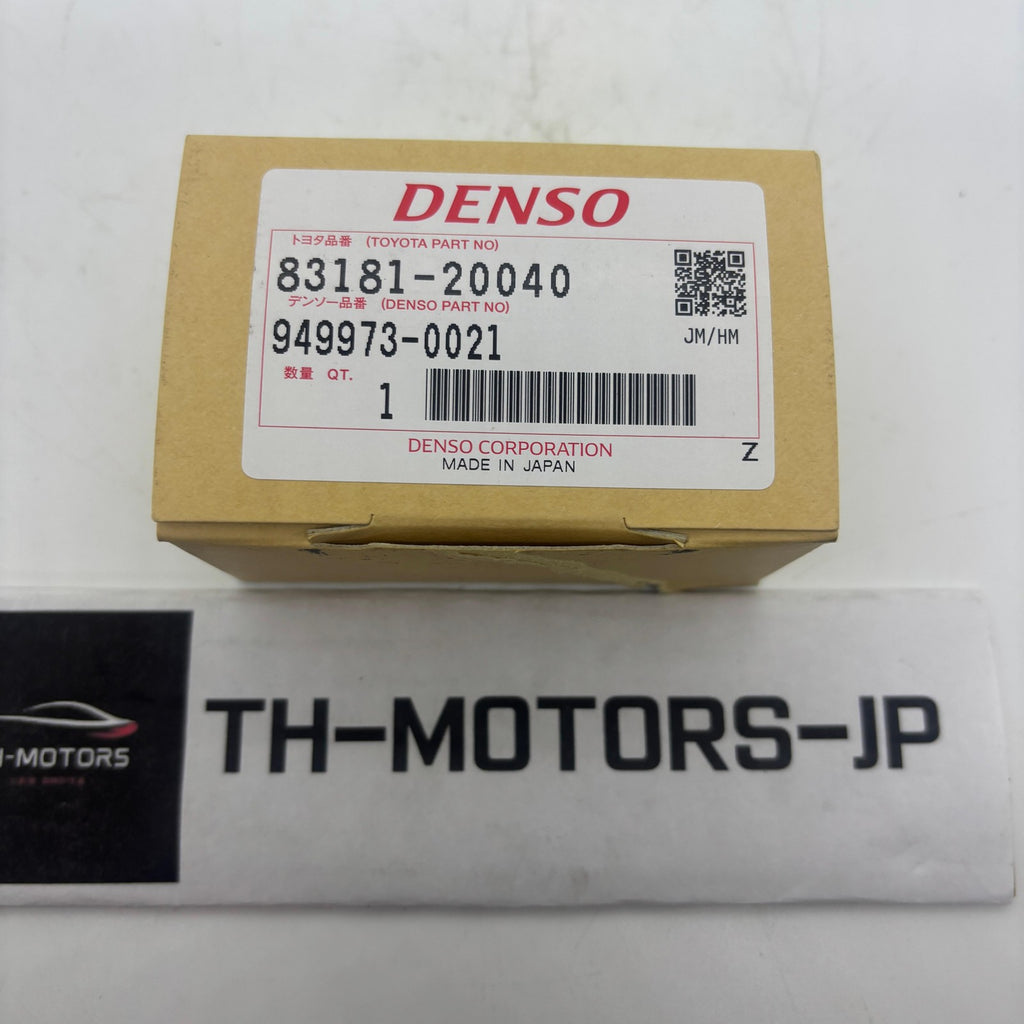 DENSO
トヨタ品番 (TOYOTA PART NO)
83181-20040
デンソー品番 (DENSO PART NO)
949973-0021
JM/HM
数量 QT.
1
DENSO CORPORATION
MADE IN JAPAN
Z
TH-MOTORS-JP
H-MOTORS